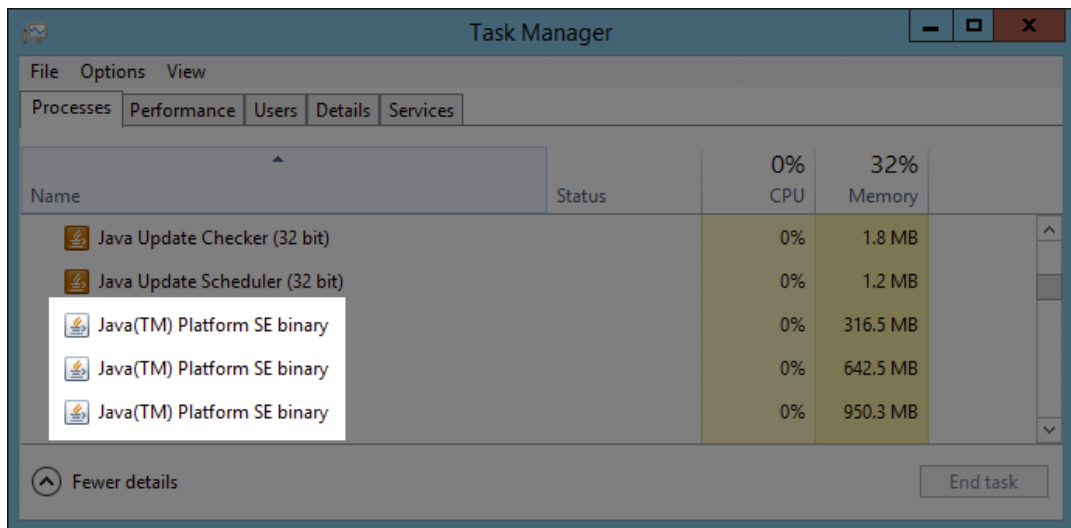 Task Manager
File Options View
Processes Performance Users Details Services
0% 32%
Name Status CPU Memory
Java Update Checker (32 bit) 0% 1.8 MB
Java Update Scheduler (32 bit) 0% 1.2 MB
Java(TM) Platform SE binary 0% 316.5 MB
Java(TM) Platform SE binary 0% 642.5 MB
Java(TM) Platform SE binary 0% 950.3 MB
Fewer details End task